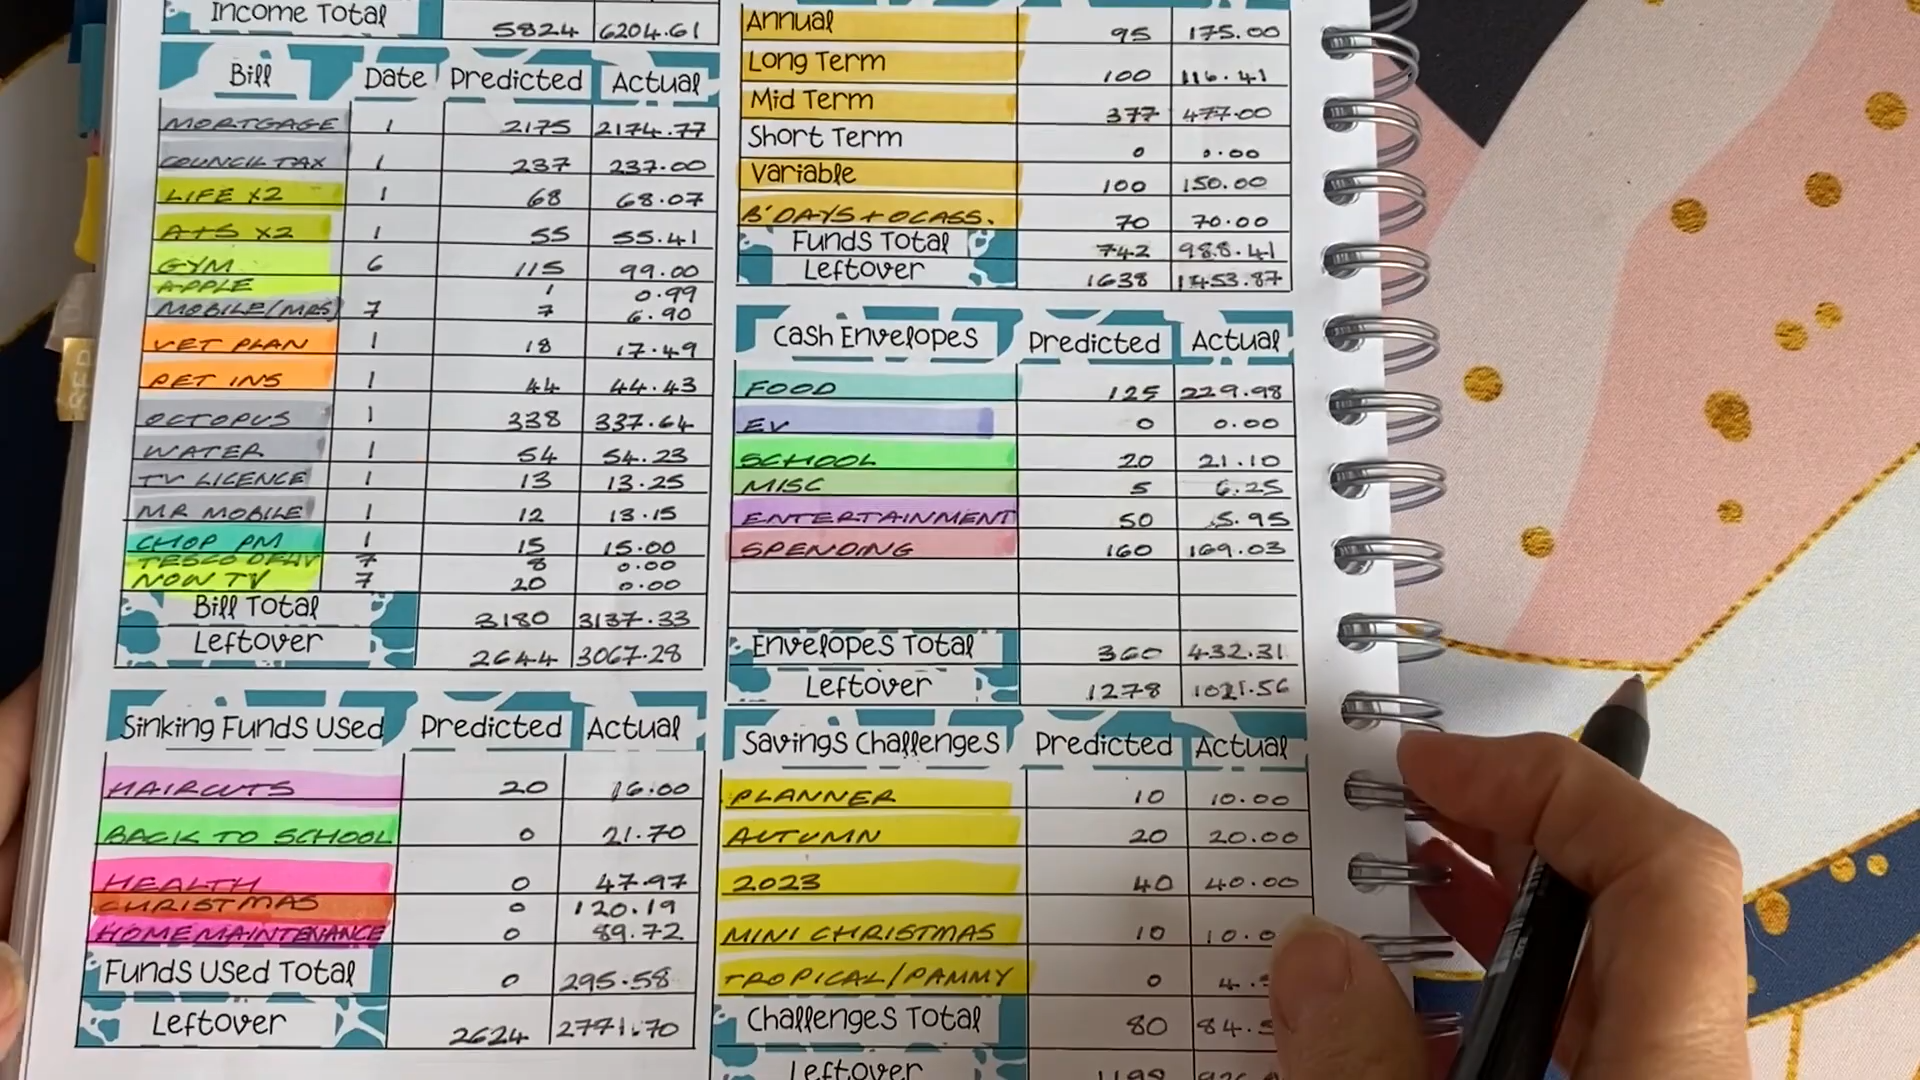 Income Total 5824 6204.61
Bill Date Predicted Actual
MORTGAGE 1 2175 2174.77
COUNCIL TAX 1 237 237.00
LIFE X2 1 68 68.07
A+S X2 1 55 55.41
GYM 6 115 99.00
APPLE 1 0.99
MOBILE (MRS) 7 7 6.90
VET PLAN 1 18 17.49
PET INS 1 44 44.43
OCTOPUS 1 338 337.64
WATER 1 54 54.23
TV LICENCE 1 13 13.25
MR MOBILE 1 12 13.15
CHOP PM 1 15 15.00
TESCO DELIV 7 8 0.00
NOW TV 7 20 0.00
Bill Total 3180 3137.33
Leftover 2644 3067.28
Sinking Funds Used Predicted Actual
HAIRCUTS 20 16.00
BACK TO SCHOOL 0 21.70
HEALTH 0 47.97
CHRISTMAS 0 120.19
HOME MAINTENANCE 0 89.72
Funds Used Total 0 295.58
Leftover 2624 2771.70
Annual 95 175.00
Long Term 100 116.41
Mid Term 377 477.00
Short Term 0 0.00
Variable 100 150.00
B'DAYS + OCASS. 70 70.00
Funds Total 742 988.41
Leftover 1638 1453.87
Cash Envelopes Predicted Actual
FOOD 125 229.98
EV 0 0.00
SCHOOL 20 21.10
MISC 5 6.25
ENTERTAINMENT 50 5.95
SPENDING 160 169.03
Envelopes Total 360 432.31
Leftover 1278 1021.56
Savings Challenges Predicted Actual
PLANNER 10 10.00
AUTUMN 20 20.00
2023 40 40.00
MINI CHRISTMAS 10 10.0
TROPICAL/PAMMY 0 4.5
Challenges Total 80 84.5
Leftover
SEP